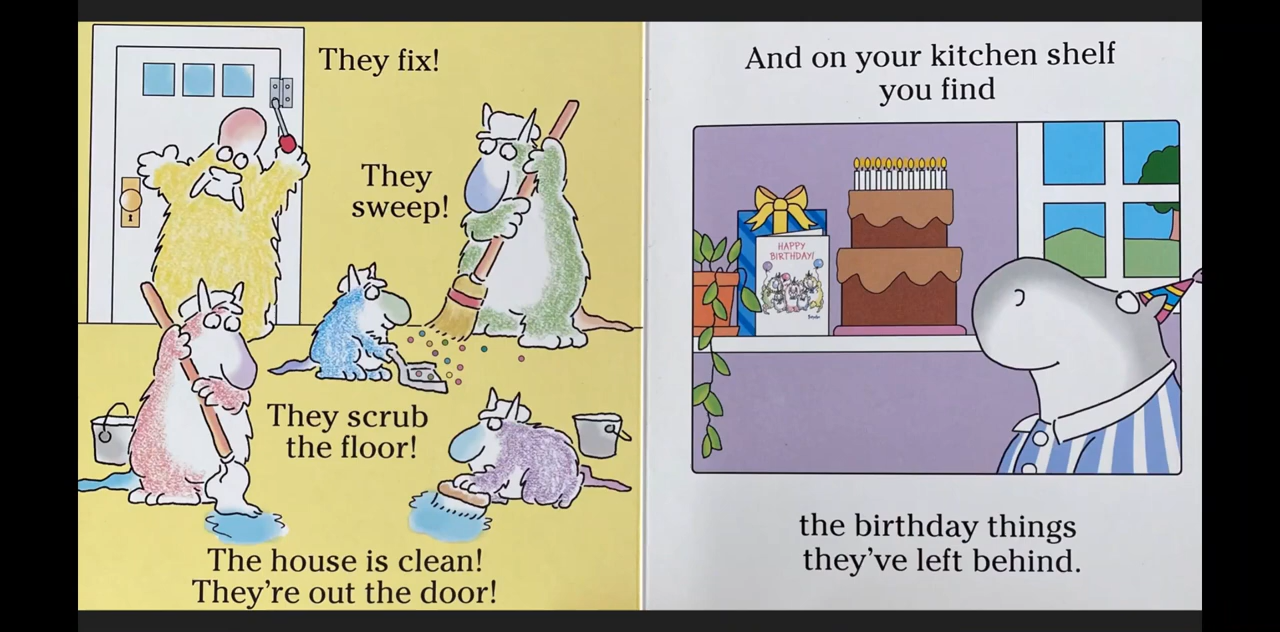 They fix!
They
sweep!
They scrub
the floor!
The house is clean!
They're out the door!
And on your kitchen shelf
you find
HAPPY
BIRTHDAY!
the birthday things
they've left behind.